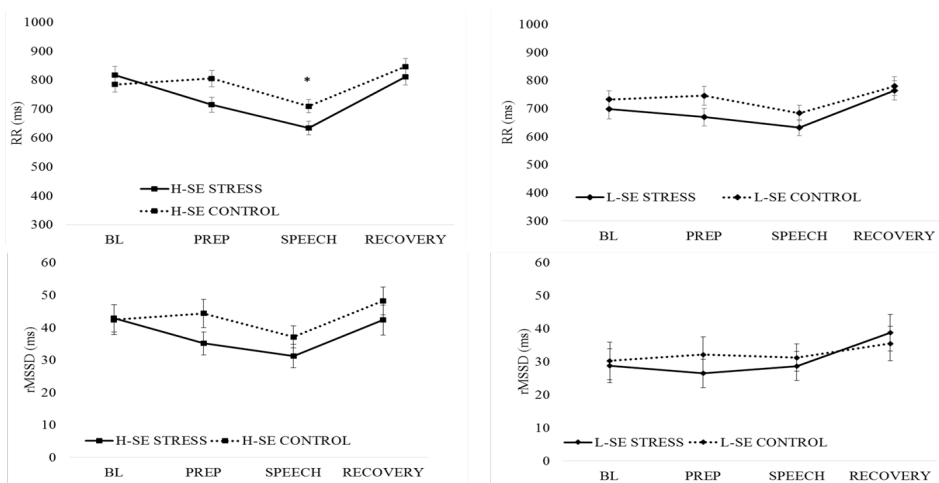 1000
900
800
700
600
500
400
300
RR (ms)
*
H-SE STRESS
H-SE CONTROL
BL PREP SPEECH RECOVERY
1000
900
800
700
600
500
400
300
RR (ms)
L-SE STRESS L-SE CONTROL
BL PREP SPEECH RECOVERY
60
50
40
30
20
10
0
rMSSD (ms)
H-SE STRESS H-SE CONTROL
BL PREP SPEECH RECOVERY
60
50
40
30
20
10
0
rMSSD (ms)
L-SE STRESS L-SE CONTROL
BL PREP SPEECH RECOVERY